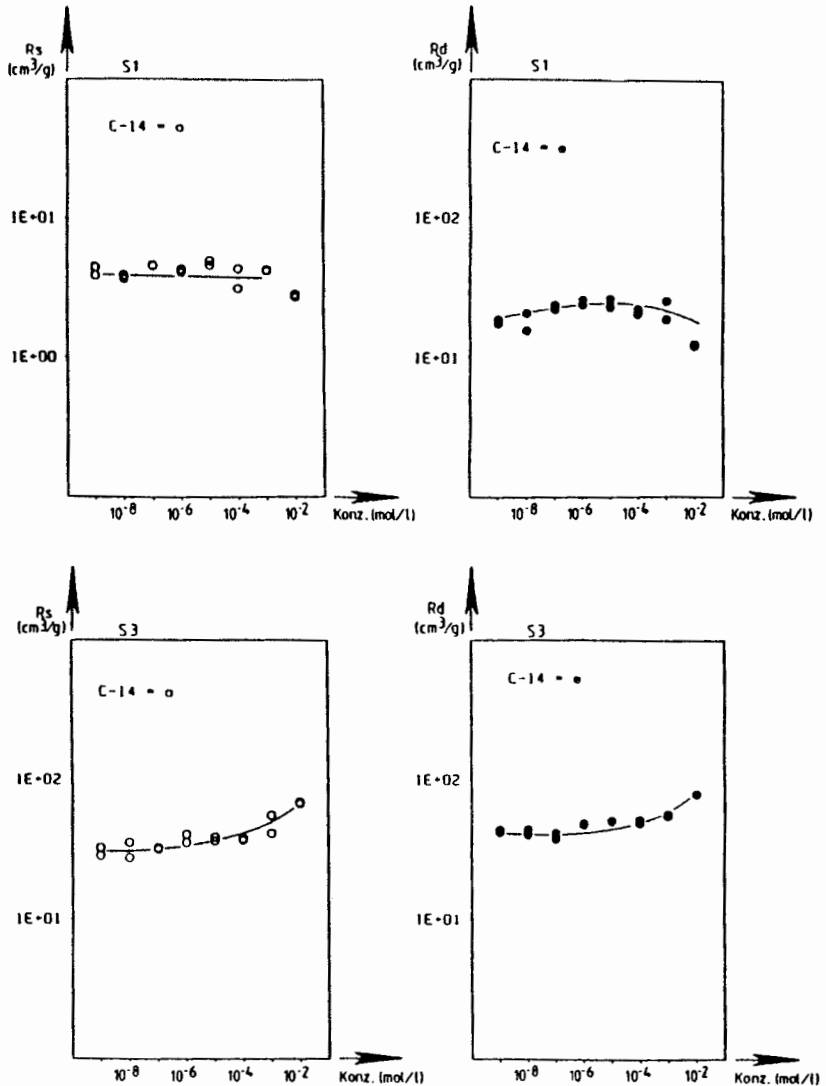 Rs
(cm³/g)
S1
C-14 = o
1E+01
1E+00
10⁻⁸ 10⁻⁶ 10⁻⁴ 10⁻² Konz.(mol/l)
Rd
(cm³/g)
S1
C-14 = ●
1E+02
1E+01
10⁻⁸ 10⁻⁶ 10⁻⁴ 10⁻² Konz.(mol/l)
Rs
(cm³/g)
S3
C-14 = o
1E+02
1E+01
10⁻⁸ 10⁻⁶ 10⁻⁴ 10⁻² Konz.(mol/l)
Rd
(cm³/g)
S3
C-14 = ●
1E+02
1E+01
10⁻⁸ 10⁻⁶ 10⁻⁴ 10⁻² Konz.(mol/l)